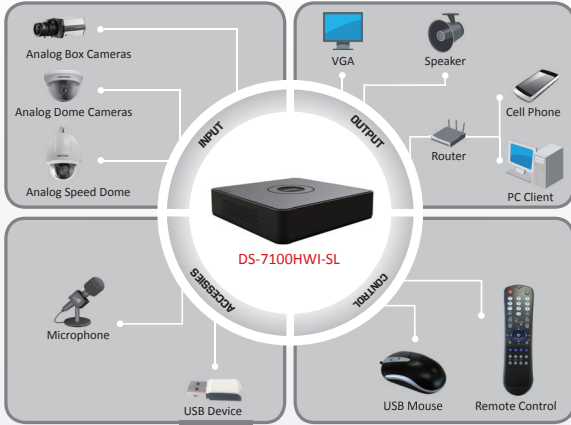 Analog Box Cameras
Analog Dome Cameras
Analog Speed Dome
INPUT
OUTPUT
VGA
Speaker
Cell Phone
Router
PC Client
DS-7100HWI-SL
ACCESSIES
CONTROL
Microphone
USB Device
USB Mouse
Remote Control